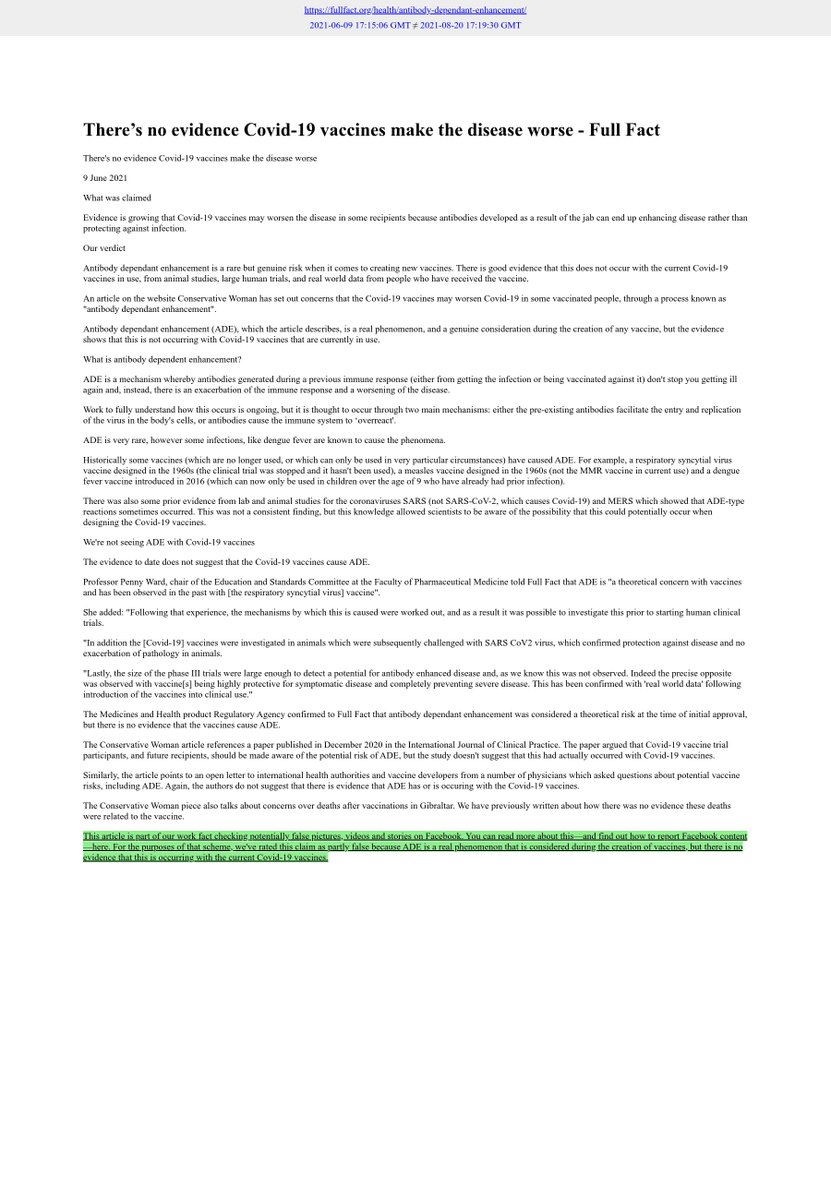 https://fullfact.org/health/antibody-dependant-enhancement/
2021-06-09 17:15:06 GMT ≠ 2021-08-20 17:19:30 GMT
There’s no evidence Covid-19 vaccines make the disease worse - Full Fact
There's no evidence Covid-19 vaccines make the disease worse
9 June 2021
What was claimed
Evidence is growing that Covid-19 vaccines may worsen the disease in some recipients because antibodies developed as a result of the jab can end up enhancing disease rather than
protecting against infection.
Our verdict
Antibody dependant enhancement is a rare but genuine risk when it comes to creating new vaccines. There is good evidence that this does not occur with the current Covid-19
vaccines in use, from animal studies, large human trials, and real world data from people who have received the vaccine.
An article on the website Conservative Woman has set out concerns that the Covid-19 vaccines may worsen Covid-19 in some vaccinated people, through a process known as
"antibody dependant enhancement".
Antibody dependant enhancement (ADE), which the article describes, is a real phenomenon, and a genuine consideration during the creation of any vaccine, but the evidence
shows that this is not occurring with Covid-19 vaccines that are currently in use.
What is antibody dependent enhancement?
ADE is a mechanism whereby antibodies generated during a previous immune response (either from getting the infection or being vaccinated against it) don't stop you getting ill
again and, instead, there is an exacerbation of the immune response and a worsening of the disease.
Work to fully understand how this occurs is ongoing, but it is thought to occur through two main mechanisms: either the pre-existing antibodies facilitate the entry and replication
of the virus in the body's cells, or antibodies cause the immune system to ‘overreact'.
ADE is very rare, however some infections, like dengue fever are known to cause the phenomena.
Historically some vaccines (which are no longer used, or which can only be used in very particular circumstances) have caused ADE. For example, a respiratory syncytial virus
vaccine designed in the 1960s (the clinical trial was stopped and it hasn't been used), a measles vaccine designed in the 1960s (not the MMR vaccine in current use) and a dengue
fever vaccine introduced in 2016 (which can now only be used in children over the age of 9 who have already had prior infection).
There was also some prior evidence from lab and animal studies for the coronaviruses SARS (not SARS-CoV-2, which causes Covid-19) and MERS which showed that ADE-type
reactions sometimes occurred. This was not a consistent finding, but this knowledge allowed scientists to be aware of the possibility that this could potentially occur when
designing the Covid-19 vaccines.
We're not seeing ADE with Covid-19 vaccines
The evidence to date does not suggest that the Covid-19 vaccines cause ADE.
Professor Penny Ward, chair of the Education and Standards Committee at the Faculty of Pharmaceutical Medicine told Full Fact that ADE is "a theoretical concern with vaccines
and has been observed in the past with [the respiratory syncytial virus] vaccine".
She added: "Following that experience, the mechanisms by which this is caused were worked out, and as a result it was possible to investigate this prior to starting human clinical
trials.
"In addition the [Covid-19] vaccines were investigated in animals which were subsequently challenged with SARS CoV2 virus, which confirmed protection against disease and no
exacerbation of pathology in animals.
"Lastly, the size of the phase III trials were large enough to detect a potential for antibody enhanced disease and, as we know this was not observed. Indeed the precise opposite
was observed with vaccine[s] being highly protective for symptomatic disease and completely preventing severe disease. This has been confirmed with 'real world data' following
introduction of the vaccines into clinical use."
The Medicines and Health product Regulatory Agency confirmed to Full Fact that antibody dependant enhancement was considered a theoretical risk at the time of initial approval,
but there is no evidence that the vaccines cause ADE.
The Conservative Woman article references a paper published in December 2020 in the International Journal of Clinical Practice. The paper argued that Covid-19 vaccine trial
participants, and future recipients, should be made aware of the potential risk of ADE, but the study doesn't suggest that this had actually occurred with Covid-19 vaccines.
Similarly, the article points to an open letter to international health authorities and vaccine developers from a number of physicians which asked questions about potential vaccine
risks, including ADE. Again, the authors do not suggest that there is evidence that ADE has or is occuring with the Covid-19 vaccines.
The Conservative Woman piece also talks about concerns over deaths after vaccinations in Gibraltar. We have previously written about how there was no evidence these deaths
were related to the vaccine.
This article is part of our work fact checking potentially false pictures, videos and stories on Facebook. You can read more about this—and find out how to report Facebook content
—here. For the purposes of that scheme, we've rated this claim as partly false because ADE is a real phenomenon that is considered during the creation of vaccines, but there is no
evidence that this is occurring with the current Covid-19 vaccines.